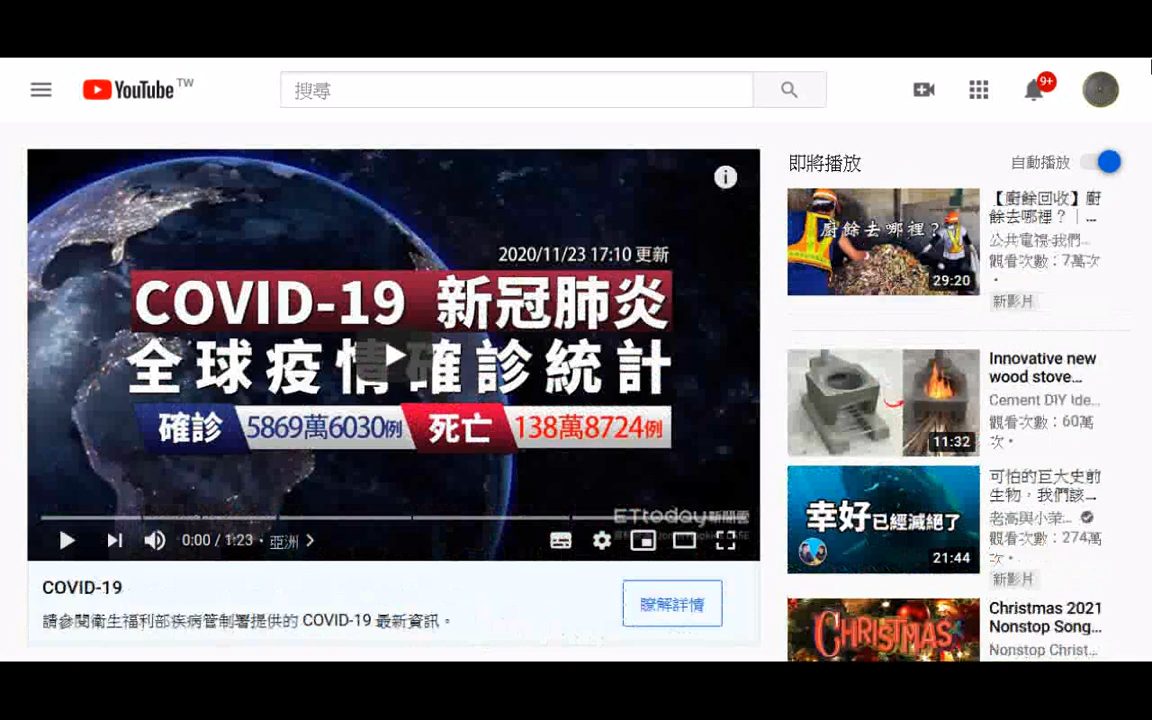 YouTube TW
搜尋
9+
2020/11/23 17:10 更新
COVID-19 新冠肺炎
全球疫情確診統計
確診 5869萬6030例 死亡 138萬8724例
ETtoday新聞雲
0:00 / 1:23 · 亞洲
COVID-19
請參閱衛生福利部疾病管制署提供的 COVID-19 最新資訊。
瞭解詳情
即將播放
自動播放
廚餘去哪裡?
29:20
【廚餘回收】廚
餘去哪裡?｜...
公共電視-我們...
觀看次數:7萬次
·
新影片
11:32
Innovative new
wood stove...
Cement DIY Ide...
觀看次數:60萬
次·
幸好已經滅絕了
21:44
可怕的巨大史前
生物,我們該...
老高與小茉...
觀看次數:274萬
次·
新影片
CHRISTMAS
Christmas 2021
Nonstop Song...
Nonstop Christ...